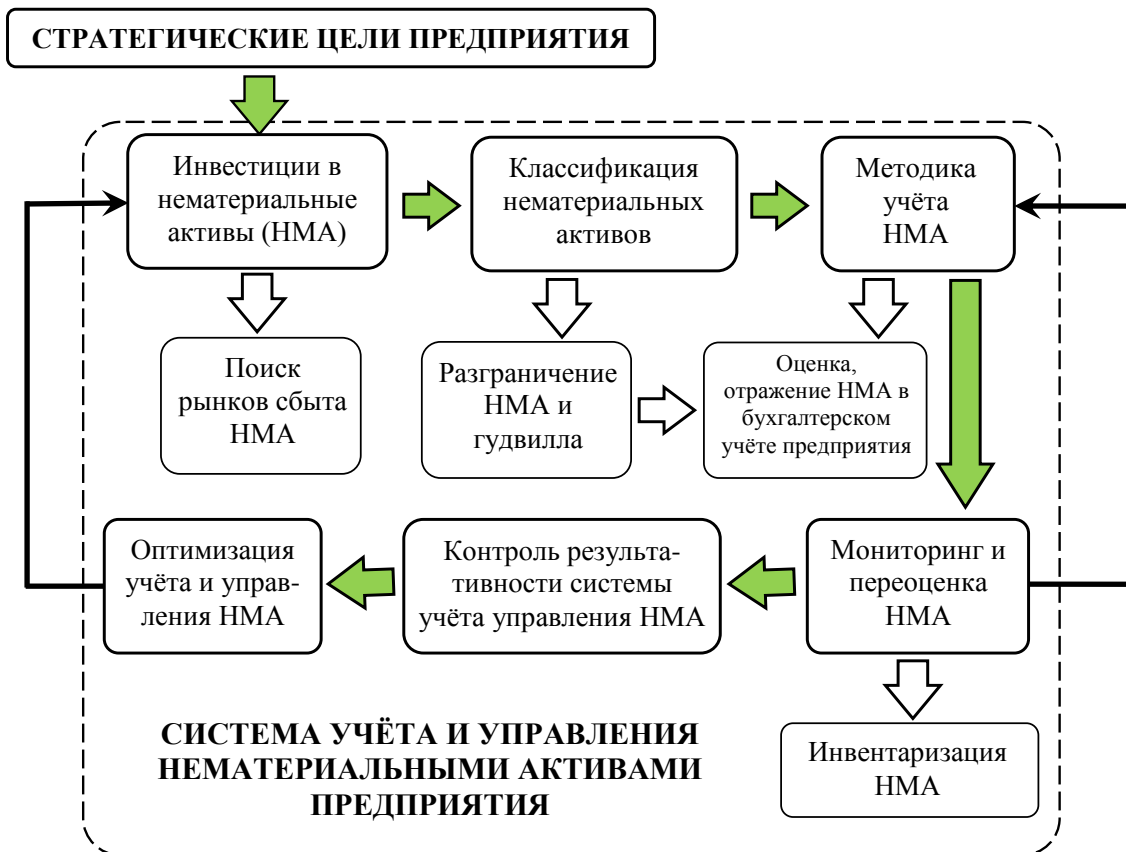 СТРАТЕГИЧЕСКИЕ ЦЕЛИ ПРЕДПРИЯТИЯ
Инвестиции в
нематериальные
активы (НМА)
Классификация
нематериальных
активов
Методика
учёта
НМА
Поиск
рынков сбыта
НМА
Разграничение
НМА и
гудвилла
Оценка,
отражение НМА в
бухгалтерском
учёте предприятия
Оптимизация
учёта и управ-
ления НМА
Контроль результа-
тивности системы
учёта управления НМА
Мониторинг и
переоценка
НМА
СИСТЕМА УЧЁТА И УПРАВЛЕНИЯ
НЕМАТЕРИАЛЬНЫМИ АКТИВАМИ
ПРЕДПРИЯТИЯ
Инвентаризация
НМА